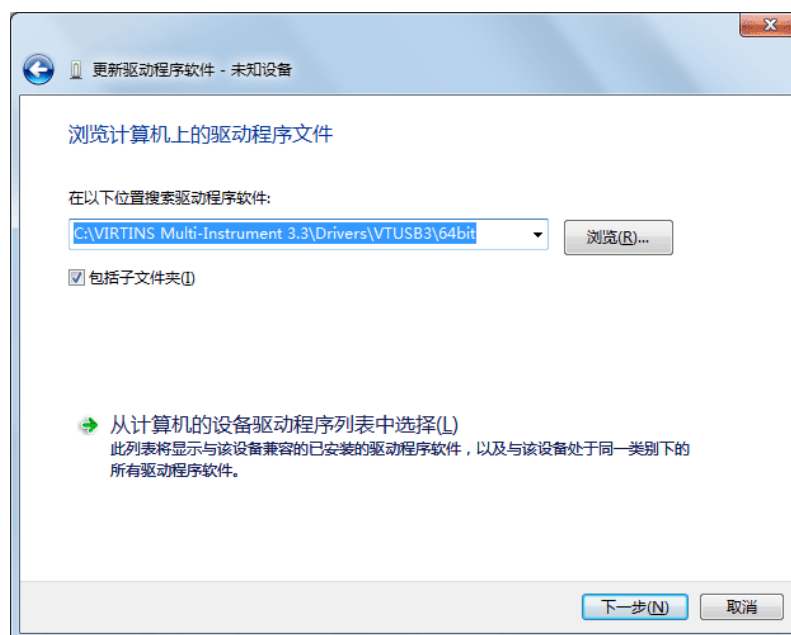 更新驱动程序软件 - 未知设备
浏览计算机上的驱动程序文件
在以下位置搜索驱动程序软件:
C:\VIRTINS Multi-Instrument 3.3\Drivers\VTUSB3\64bit
浏览(R)...
包括子文件夹(I)
从计算机的设备驱动程序列表中选择(L)
此列表将显示与该设备兼容的已安装的驱动程序软件，以及与该设备处于同一类别下的
所有驱动程序软件。
下一步(N)
取消